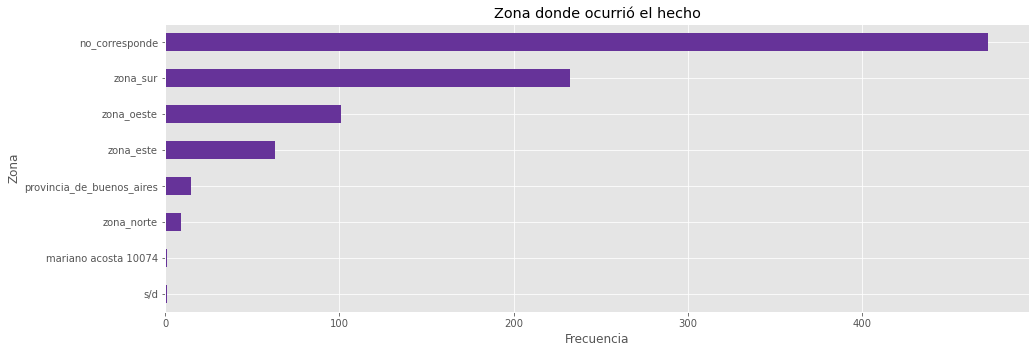 Zona donde ocurrió el hecho
Zona
no_corresponde
zona_sur
zona_oeste
zona_este
provincia_de_buenos_aires
zona_norte
mariano acosta 10074
s/d
0 100 200 300 400
Frecuencia